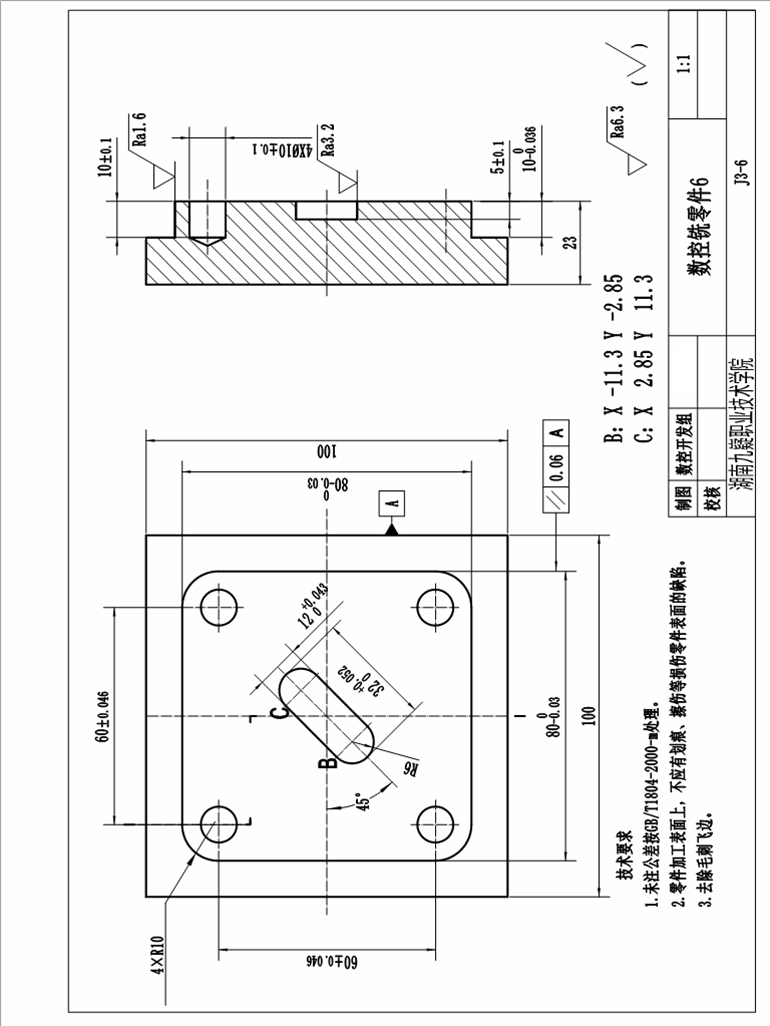 10±0.1
Ra1.6
4XØ10±0.1
Ra3.2
5±0.1
0
10-0.036
23
Ra6.3
( )
B: X -11.3 Y -2.85
C: X 2.85 Y 11.3
100
0
80-0.03
A
0.06 A
60±0.046
12 +0.043
0
32 +0.052
0
C
B
R6
45°
0
80-0.03
100
4×R10
60±0.046
技术要求
1.未注公差按GB/T1804-2000-m处理。
2.零件加工表面上，不应有划痕、擦伤等损伤零件表面的缺陷。
3.去除毛刺飞边。
制图 数控开发组
校核
数控铣零件6
1:1
湖南九嶷职业技术学院
J3-6